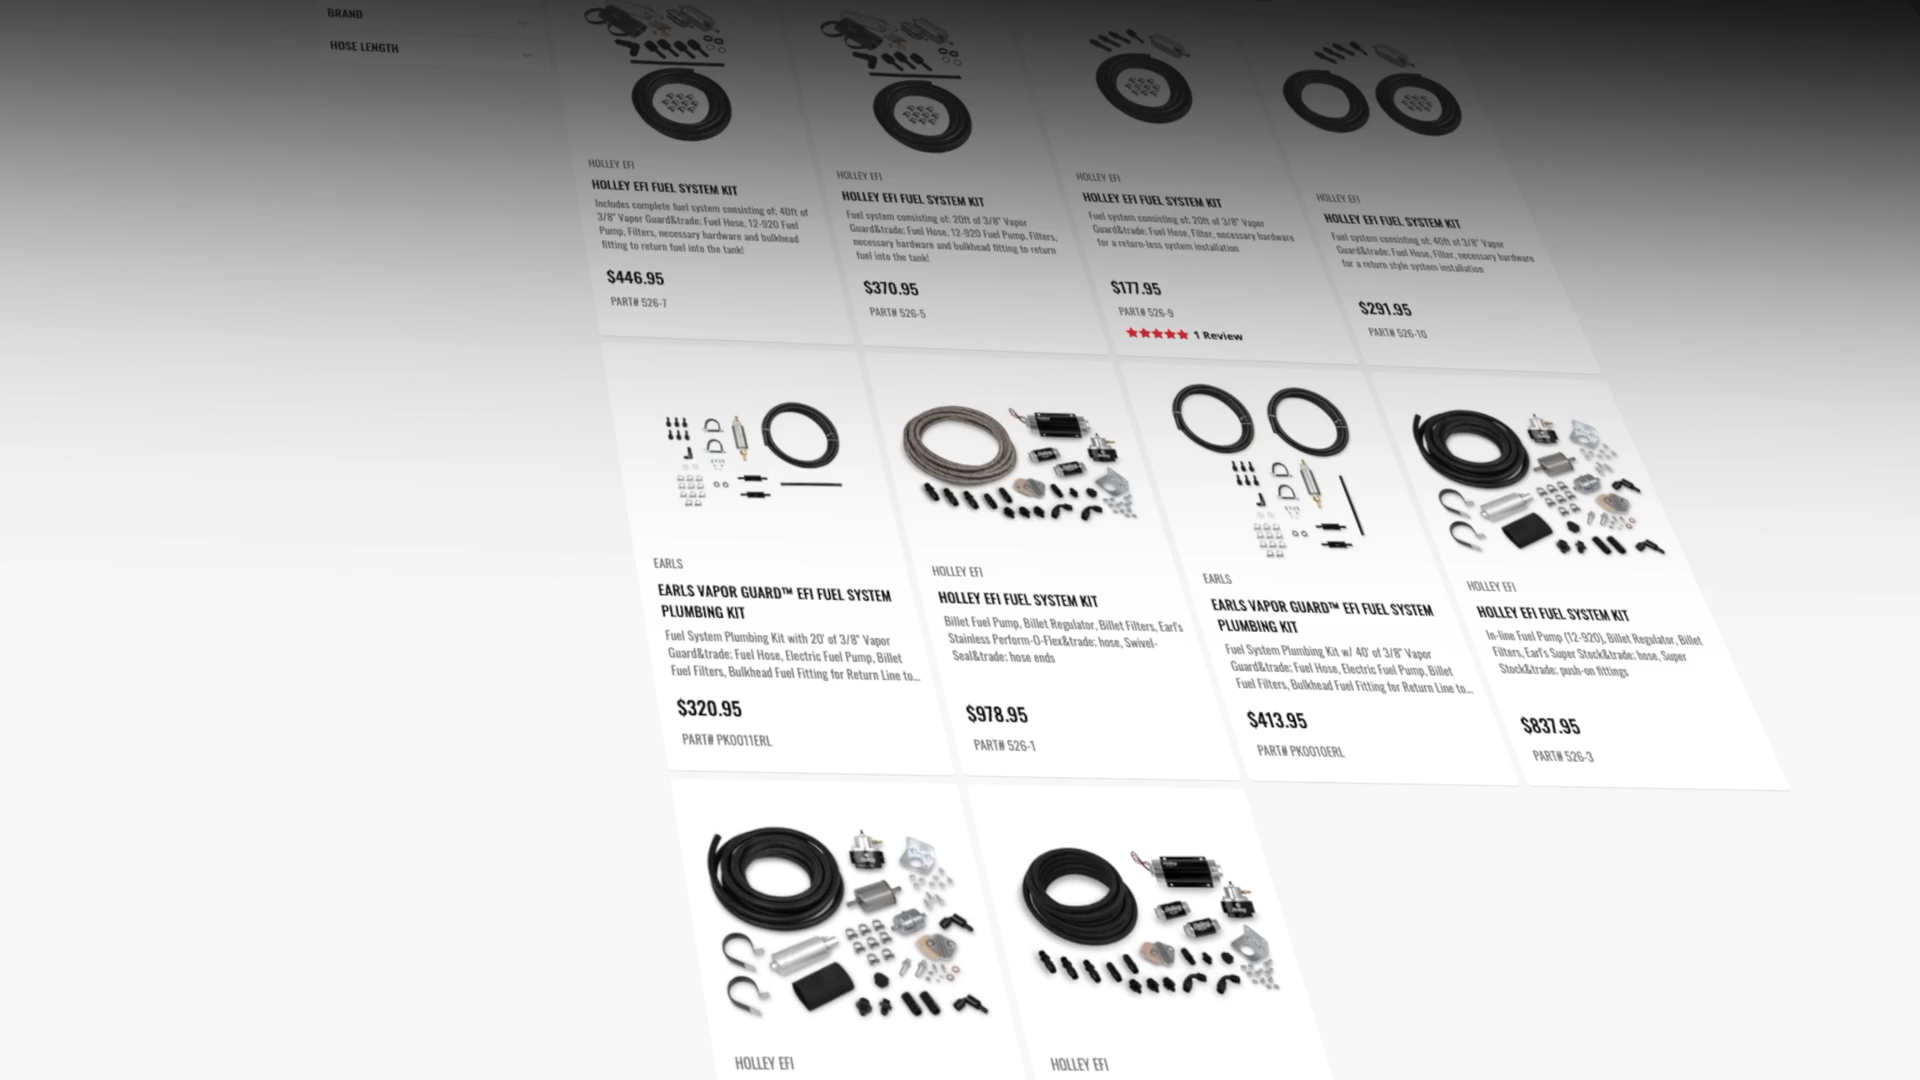 BRAND
HOSE LENGTH
HOLLEY EFI
HOLLEY EFI FUEL SYSTEM KIT
Includes complete fuel system consisting of: 40ft of
3/8" Vapor Guard&trade; Fuel Hose, 12-920 Fuel
Pump, Filters, necessary hardware and bulkhead
fitting to return fuel into the tank!
$446.95
PART# 526-7
HOLLEY EFI
HOLLEY EFI FUEL SYSTEM KIT
Fuel system consisting of: 20ft of 3/8" Vapor
Guard&trade; Fuel Hose, 12-920 Fuel Pump, Filters,
necessary hardware and bulkhead fitting to return
fuel into the tank!
$370.95
PART# 526-5
HOLLEY EFI
HOLLEY EFI FUEL SYSTEM KIT
Fuel system consisting of: 20ft of 3/8" Vapor
Guard&trade; Fuel Hose, Filter, necessary hardware
for a return-less system installation
$177.95
PART# 526-9
1 Review
HOLLEY EFI
HOLLEY EFI FUEL SYSTEM KIT
Fuel system consisting of: 40ft of 3/8" Vapor
Guard&trade; Fuel Hose, Filter, necessary hardware
for a return style system installation
$291.95
PART# 526-10
EARLS
EARLS VAPOR GUARD™ EFI FUEL SYSTEM
PLUMBING KIT
Fuel System Plumbing Kit with 20' of 3/8" Vapor
Guard&trade; Fuel Hose, Electric Fuel Pump, Billet
Fuel Filters, Bulkhead Fuel Fitting for Return Line to...
$320.95
PART# PK0011ERL
HOLLEY EFI
HOLLEY EFI FUEL SYSTEM KIT
Billet Fuel Pump, Billet Regulator, Billet Filters, Earl's
Stainless Perform-O-Flex&trade; hose, Swivel-
Seal&trade; hose ends
$978.95
PART# 526-1
EARLS
EARLS VAPOR GUARD™ EFI FUEL SYSTEM
PLUMBING KIT
Fuel System Plumbing Kit w/ 40' of 3/8" Vapor
Guard&trade; Fuel Hose, Electric Fuel Pump, Billet
Fuel Filters, Bulkhead Fuel Fitting for Return Line to...
$413.95
PART# PK0010ERL
HOLLEY EFI
HOLLEY EFI FUEL SYSTEM KIT
In-line Fuel Pump (12-920), Billet Regulator, Billet
Filters, Earl's Super Stock&trade; hose, Super
Stock&trade; push-on fittings
$837.95
PART# 526-3
HOLLEY EFI
HOLLEY EFI